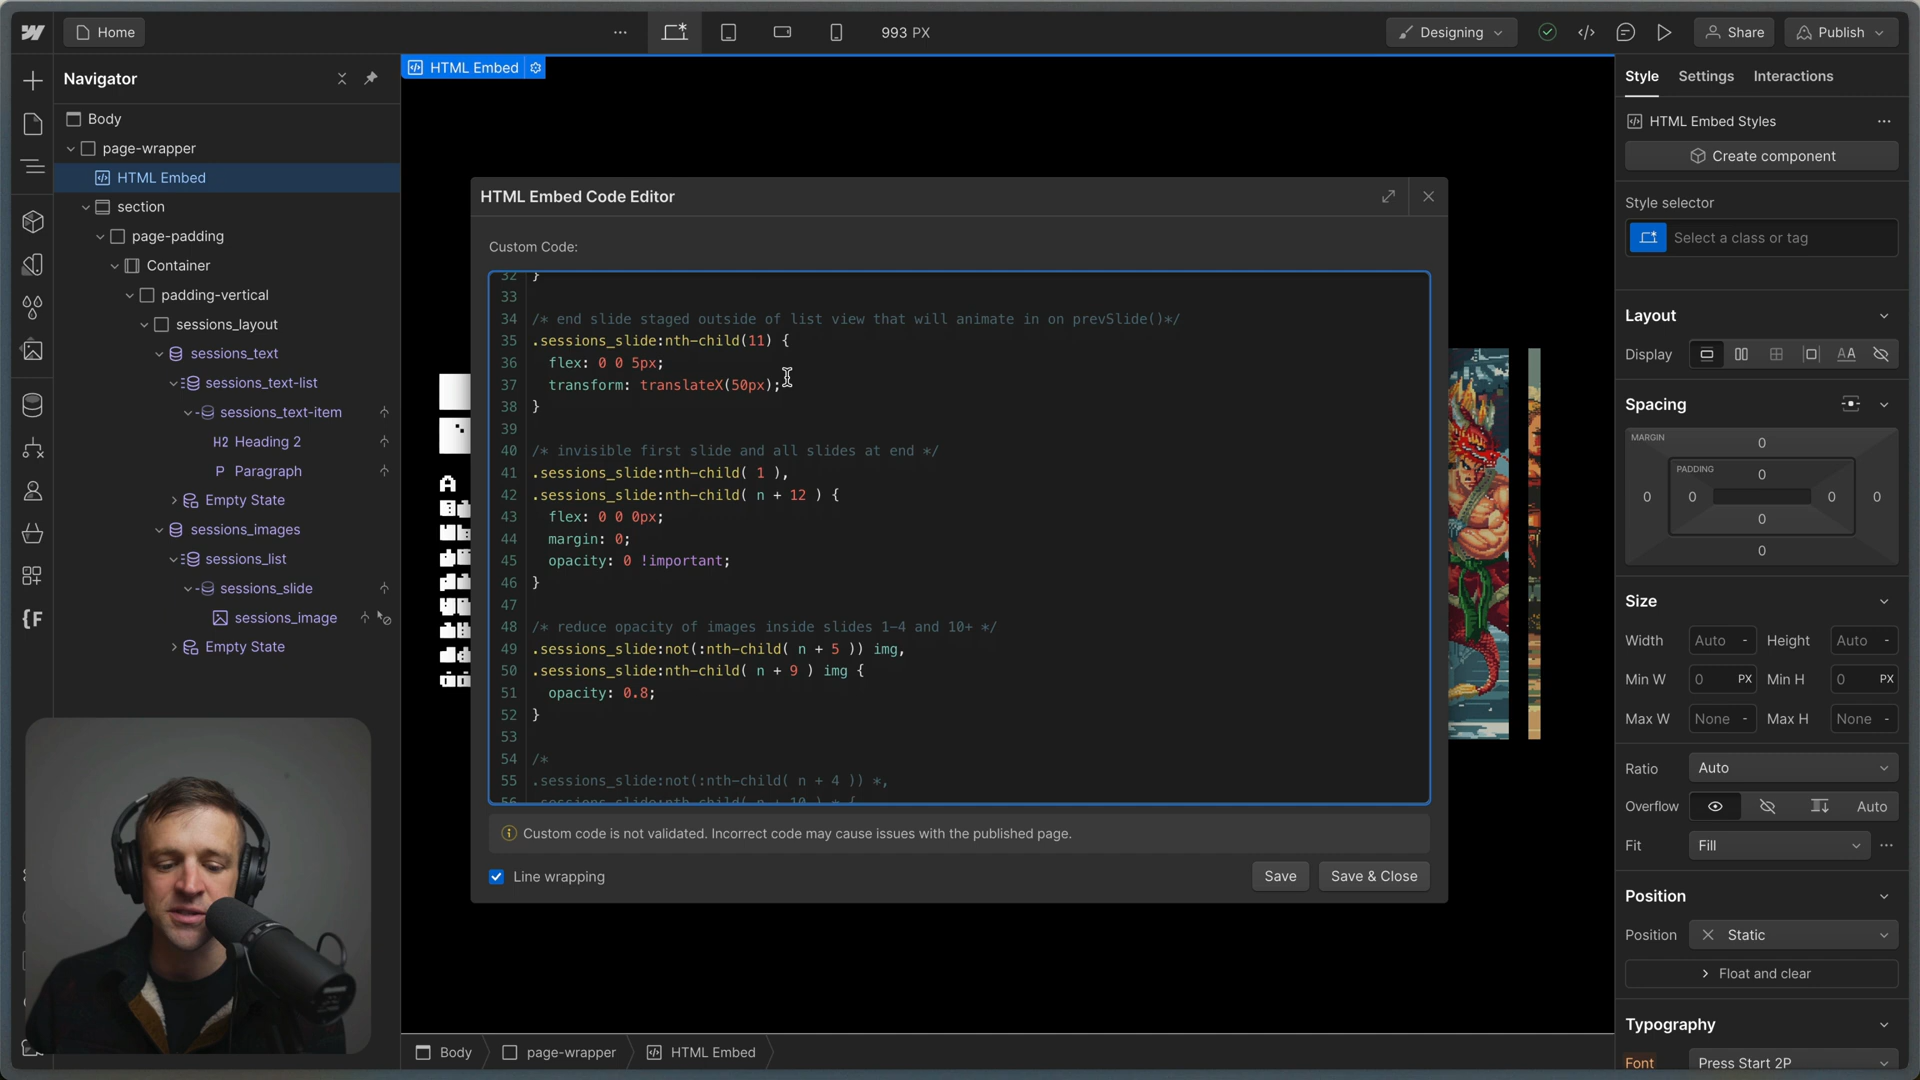 Home
993 PX
Designing
Share
Publish
Navigator
Body
page-wrapper
HTML Embed
section
page-padding
Container
padding-vertical
sessions_layout
sessions_text
sessions_text-list
sessions_text-item
H2 Heading 2
P Paragraph
Empty State
sessions_images
sessions_list
sessions_slide
sessions_image
Empty State
HTML Embed
HTML Embed Code Editor
Custom Code:
32 }
33
34 /* end slide staged outside of list view that will animate in on prevSlide()*/
35 .sessions_slide:nth-child(11) {
36 flex: 0 0 5px;
37 transform: translateX(50px);
38 }
39
40 /* invisible first slide and all slides at end */
41 .sessions_slide:nth-child( 1 ),
42 .sessions_slide:nth-child( n + 12 ) {
43 flex: 0 0 0px;
44 margin: 0;
45 opacity: 0 !important;
46 }
47
48 /* reduce opacity of images inside slides 1-4 and 10+ */
49 .sessions_slide:not(:nth-child( n + 5 )) img,
50 .sessions_slide:nth-child( n + 9 ) img {
51 opacity: 0.8;
52 }
53
54 /*
55 .sessions_slide:not(:nth-child( n + 4 )) *,
56 .sessions_slide:nth-child( n + 10 ) * {
Custom code is not validated. Incorrect code may cause issues with the published page.
Line wrapping
Save
Save & Close
A
Body
page-wrapper
HTML Embed
Style
Settings
Interactions
HTML Embed Styles
Create component
Style selector
Select a class or tag
Layout
Display
AA
Spacing
MARGIN
0
PADDING
0
0 0 0 0
0
0
Size
Width Auto - Height Auto -
Min W 0 PX Min H 0 PX
Max W None - Max H None -
Ratio Auto
Overflow Auto
Fit Fill
Position
Position Static
Float and clear
Typography
Font Press Start 2P